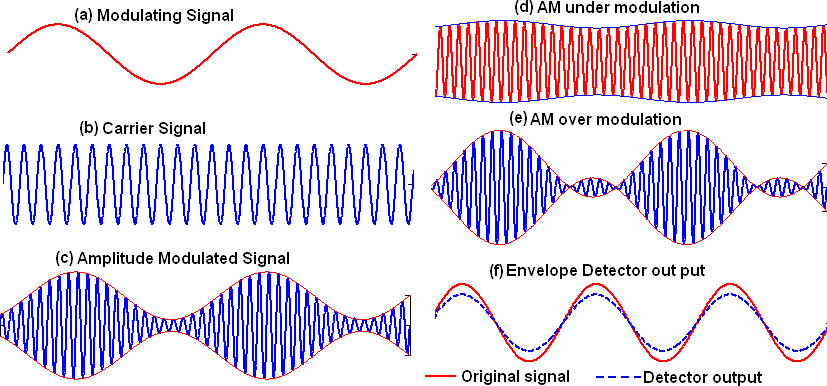 (a) Modulating Signal
(b) Carrier Signal
(c) Amplitude Modulated Signal
(d) AM under modulation
(e) AM over modulation
(f) Envelope Detector out put
Original signal
Detector outpout